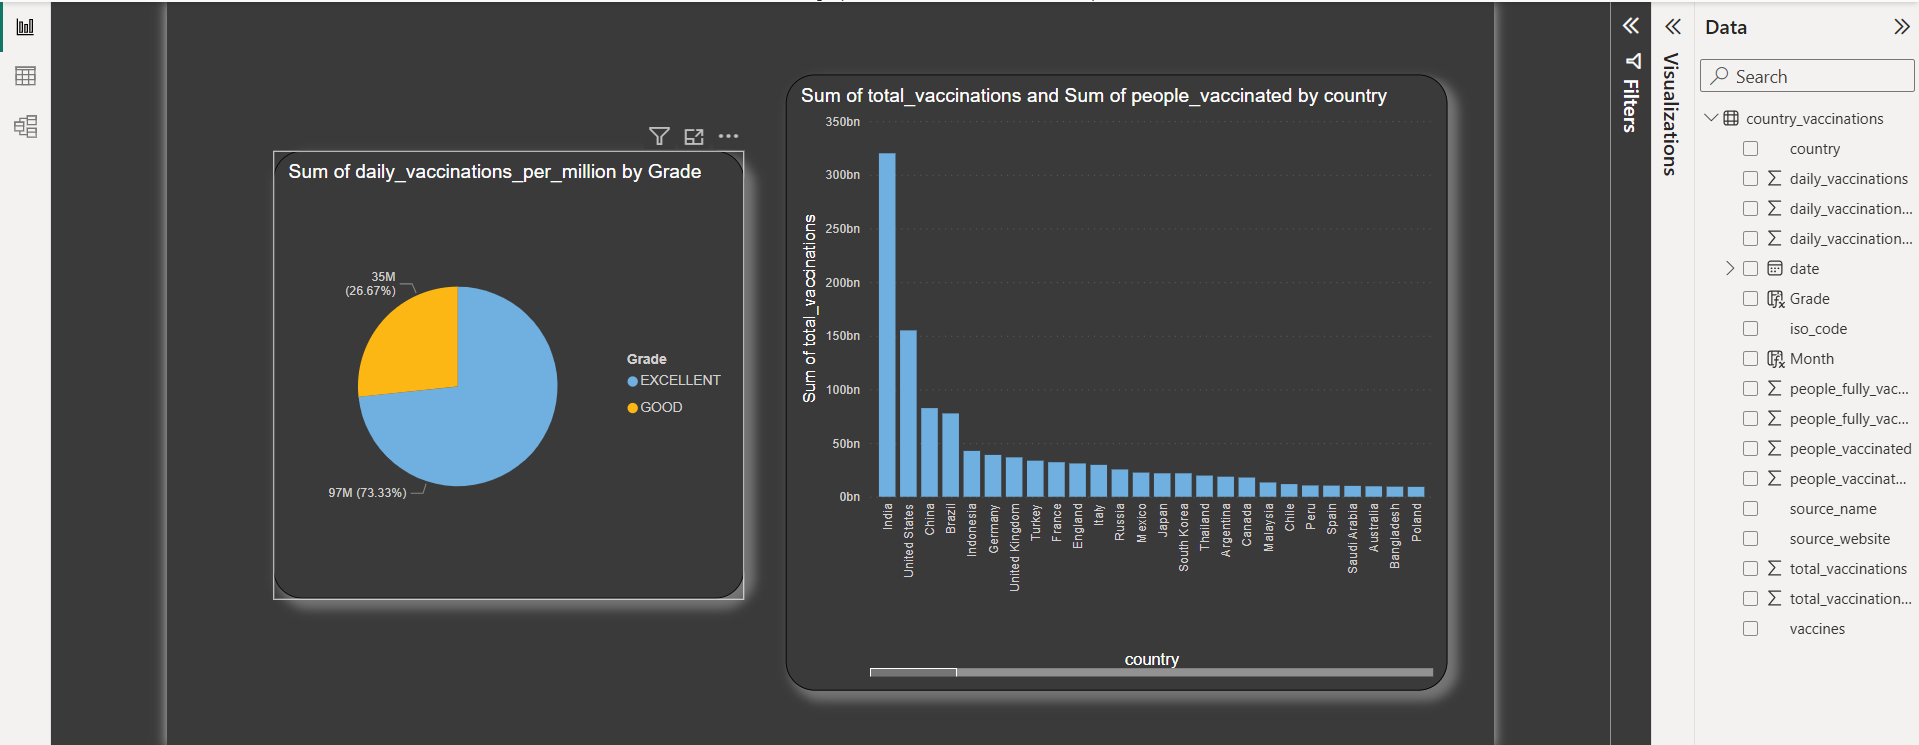 Sum of daily_vaccinations_per_million by Grade
35M
(26.67%)
97M (73.33%)
Grade
EXCELLENT
GOOD
Sum of total_vaccinations and Sum of people_vaccinated by country
Sum of total_vaccinations
350bn
300bn
250bn
200bn
150bn
100bn
50bn
0bn
India
United States
China
Brazil
Indonesia
Germany
United Kingdom
Turkey
France
England
Italy
Russia
Mexico
Japan
South Korea
Thailand
Argentina
Canada
Malaysia
Chile
Peru
Spain
Saudi Arabia
Australia
Bangladesh
Poland
country
Filters
Visualizations
Data
Search
country_vaccinations
country
daily_vaccinations
daily_vaccination...
daily_vaccination...
date
Grade
iso_code
Month
people_fully_vac...
people_fully_vac...
people_vaccinated
people_vaccinat...
source_name
source_website
total_vaccinations
total_vaccination...
vaccines